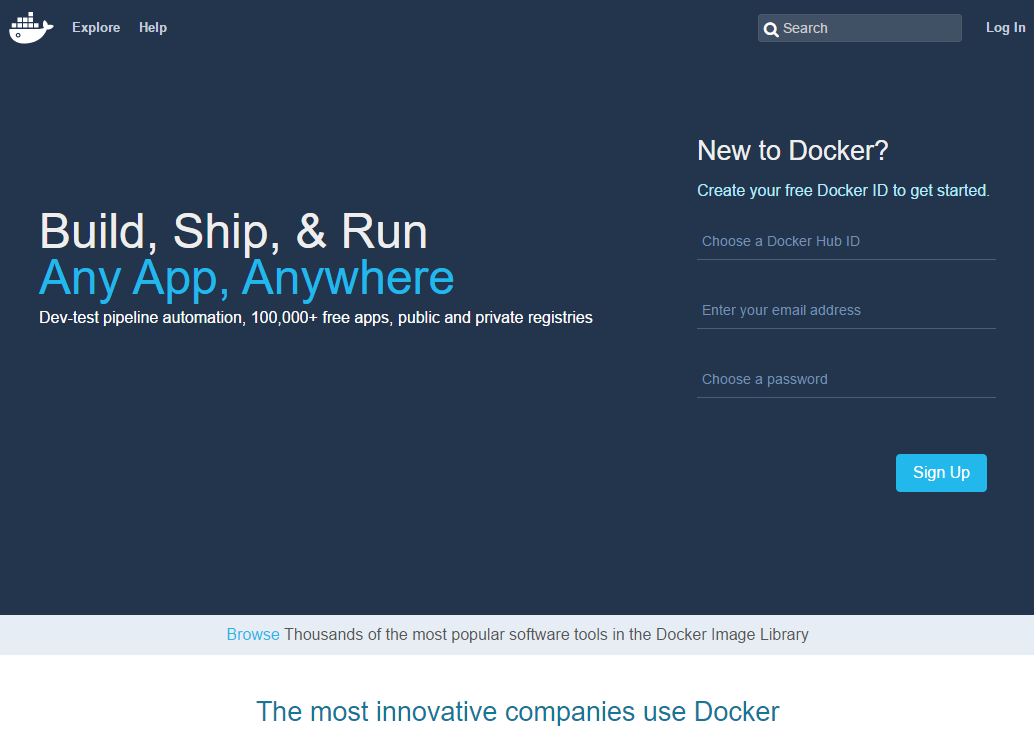 Explore Help Search Log In
New to Docker?
Create your free Docker ID to get started.
Build, Ship, & Run
Any App, Anywhere
Dev-test pipeline automation, 100,000+ free apps, public and private registries
Choose a Docker Hub ID
Enter your email address
Choose a password
Sign Up
Browse Thousands of the most popular software tools in the Docker Image Library
The most innovative companies use Docker